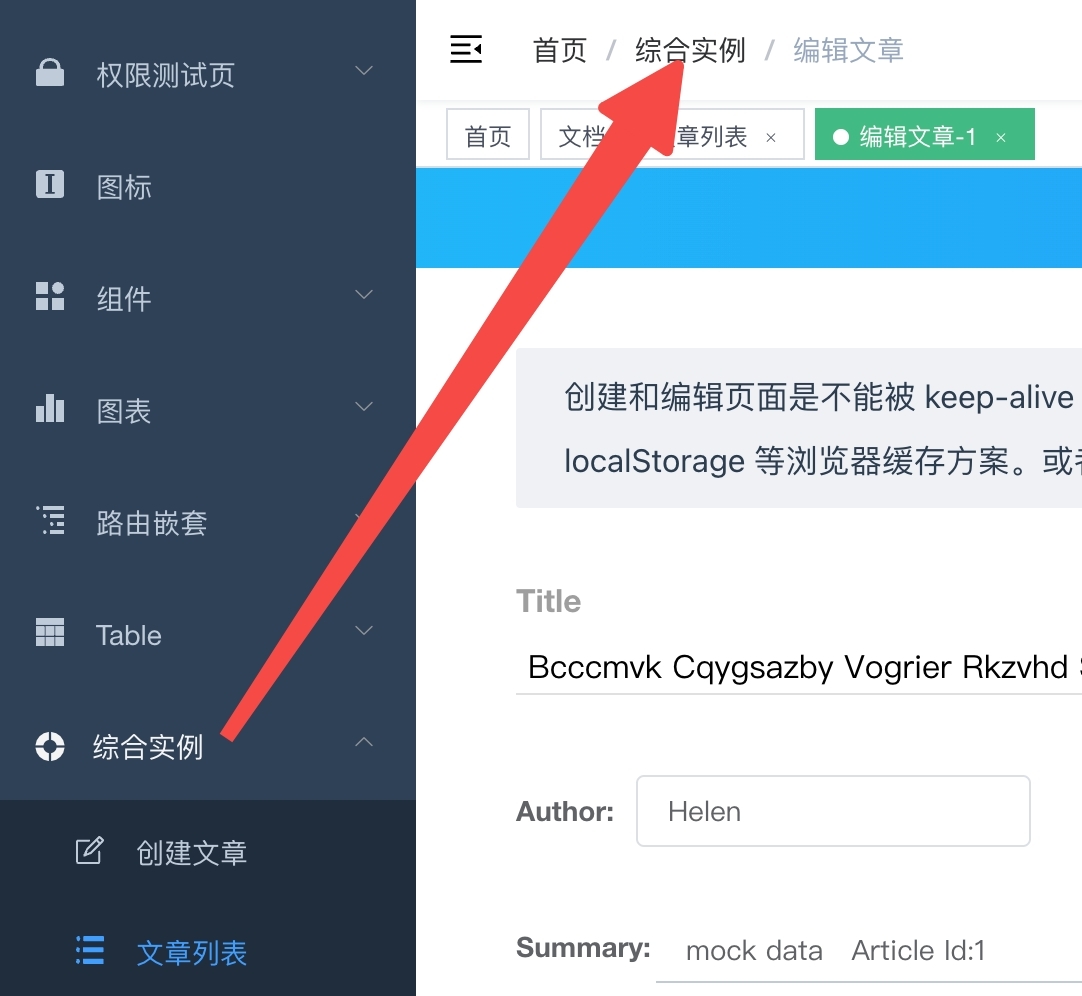 权限测试页
图标
组件
图表
路由嵌套
Table
综合实例
创建文章
文章列表
首页 / 综合实例 / 编辑文章
首页 文档 章列表 × 编辑文章-1 ×
创建和编辑页面是不能被 keep-alive
localStorage 等浏览器缓存方案。或
Title
Bcccmvk Cqygsazby Vogrier Rkzvhd
Author: Helen
Summary: mock data Article Id:1